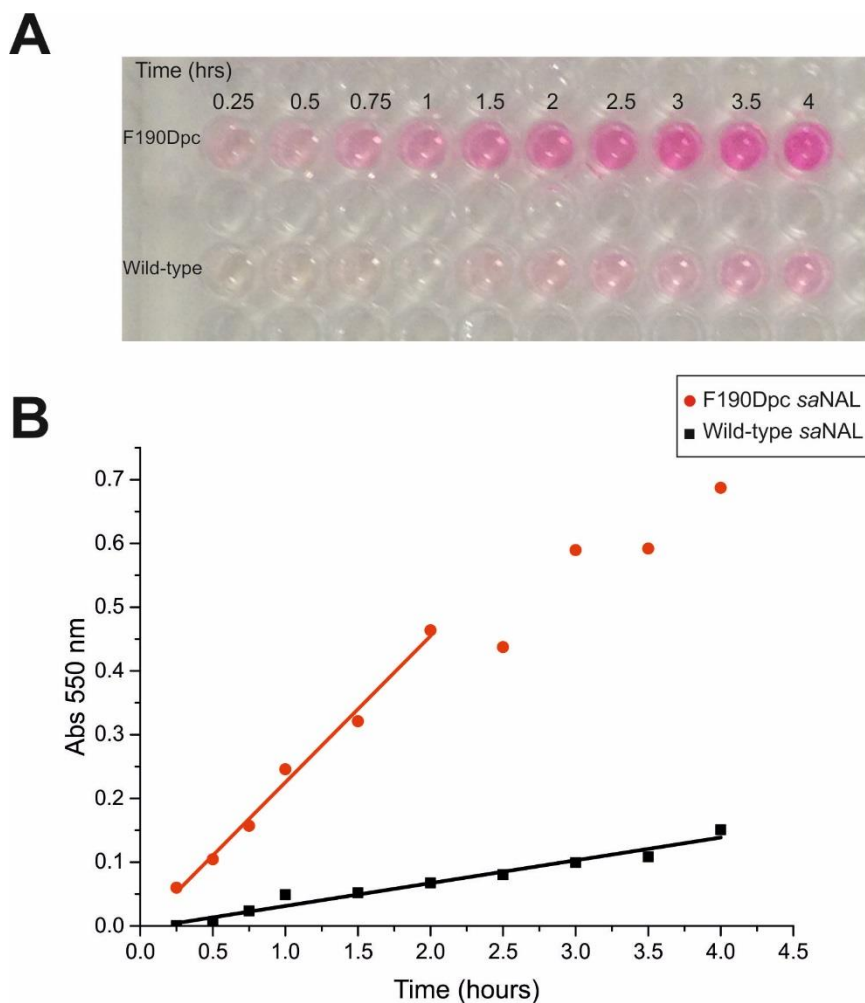 A
Time (hrs)
0.25 0.5 0.75 1 1.5 2 2.5 3 3.5 4
F190Dpc
Wild-type
B
F190Dpc saNAL
Wild-type saNAL
0.7
0.6
0.5
0.4
0.3
0.2
0.1
0.0
Abs 550 nm
0.0 0.5 1.0 1.5 2.0 2.5 3.0 3.5 4.0 4.5
Time (hours)